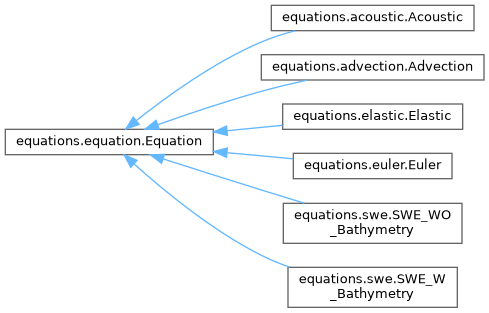 equations.acoustic.Acoustic
equations.advection.Advection
equations.elastic.Elastic
equations.equation.Equation
equations.euler.Euler
equations.swe.SWE_WO
_Bathymetry
equations.swe.SWE_W
_Bathymetry